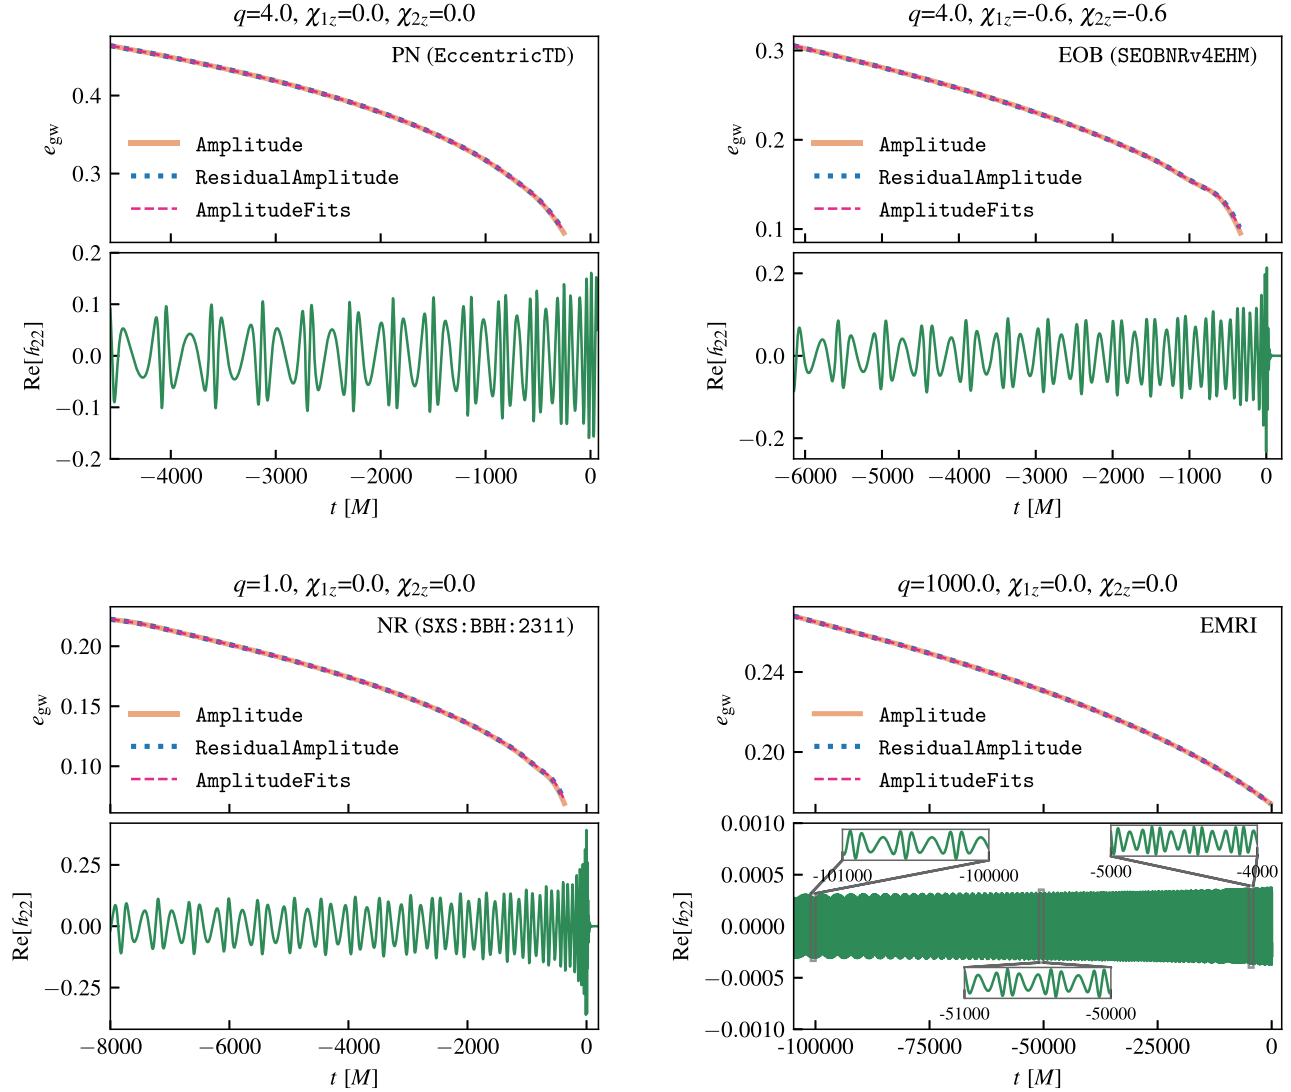 q=4.0, χ1z=0.0, χ2z=0.0
PN (EccentricTD)
0.4
0.3
e_gw
Amplitude
ResidualAmplitude
AmplitudeFits
0.2
0.1
0.0
−0.1
−0.2
Re[h22]
−4000 −3000 −2000 −1000 0
t [M]
q=4.0, χ1z=-0.6, χ2z=-0.6
EOB (SEOBNRv4EHM)
0.3
0.2
0.1
e_gw
Amplitude
ResidualAmplitude
AmplitudeFits
0.2
0.0
−0.2
Re[h22]
−6000 −5000 −4000 −3000 −2000 −1000 0
t [M]
q=1.0, χ1z=0.0, χ2z=0.0
NR (SXS:BBH:2311)
0.20
0.15
0.10
e_gw
Amplitude
ResidualAmplitude
AmplitudeFits
0.25
0.00
−0.25
Re[h22]
−8000 −6000 −4000 −2000 0
t [M]
q=1000.0, χ1z=0.0, χ2z=0.0
EMRI
0.24
0.20
e_gw
Amplitude
ResidualAmplitude
AmplitudeFits
0.0010
0.0005
0.0000
−0.0005
−0.0010
Re[h22]
-101000 -100000
-5000 -4000
-51000 -50000
-100000 -75000 -50000 -25000 0
t [M]